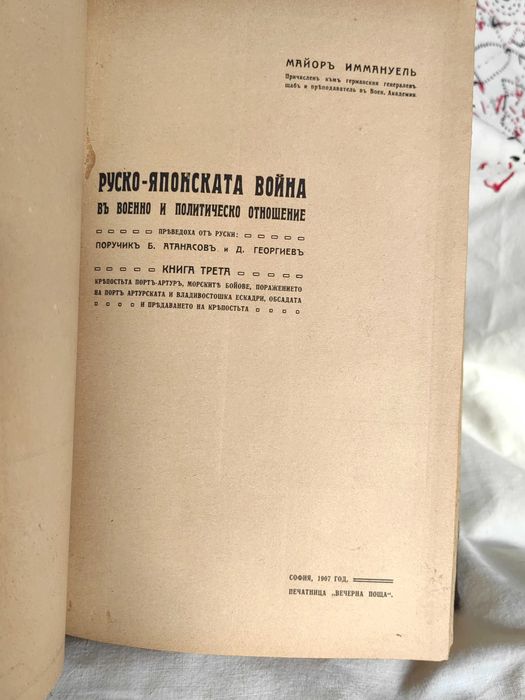 МАЙОРЪ ИММАНУЕЛЬ
Причисленъ къмъ германския генераленъ
щабъ и прѣподаватель въ Воен. Академия.
РУСКО-ЯПОНСКАТА ВОЙНА
ВЪ ВОЕННО И ПОЛИТИЧЕСКО ОТНОШЕНИЕ
ПРѢВЕДОХА ОТЪ РУСКИ:
ПОРУЧИКЪ Б. АТАНАСОВЪ И Д. ГЕОРГИЕВЪ
КНИГА ТРЕТА
КРѢПОСТЬТА ПОРТЪ-АРТУРЪ, МОРСКИТѢ БОЙОВЕ, ПОРАЖЕНИЕТО
НА ПОРТЪ АРТУРСКАТА И ВЛАДИВОСТОШКА ЕСКАДРИ, ОБСАДАТА
И ПРѢДАВАНЕТО НА КРѢПОСТЬТА
СОФИЯ, 1907 ГОД.
ПЕЧАТНИЦА „ВЕЧЕРНА ПОЩА".